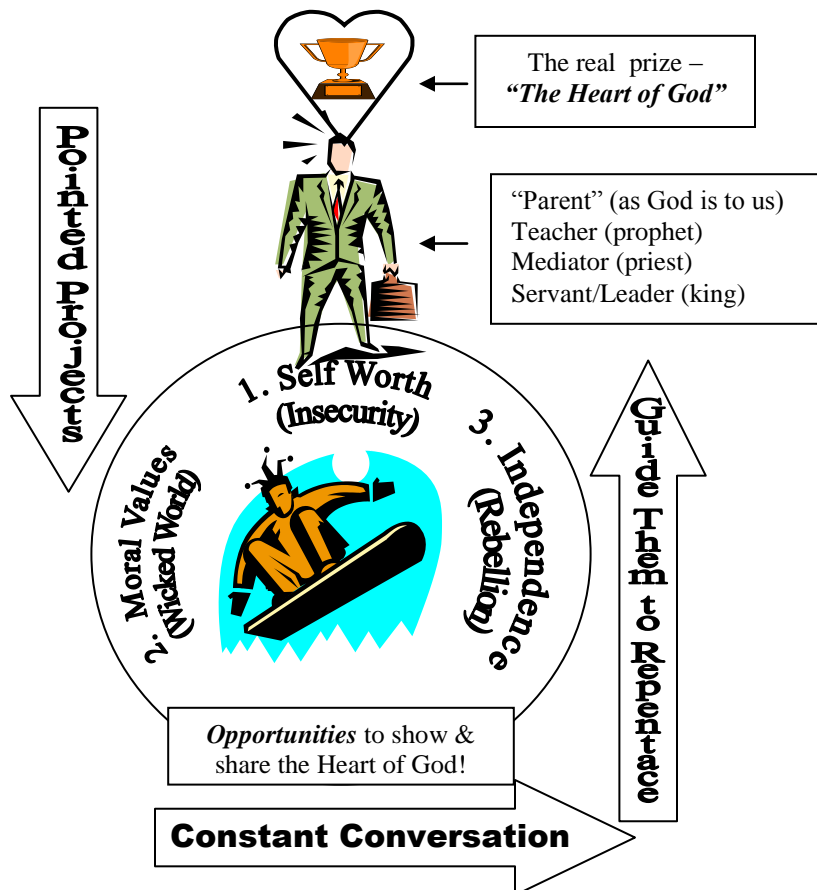 The real prize –
“The Heart of God”
Pointed Projects
“Parent” (as God is to us)
Teacher (prophet)
Mediator (priest)
Servant/Leader (king)
1. Self Worth
(Insecurity)
2. Moral Values
(Wicked World)
3. Independence
(Rebellion)
Guide Them to Repentace
Opportunities to show &
share the Heart of God!
Constant Conversation